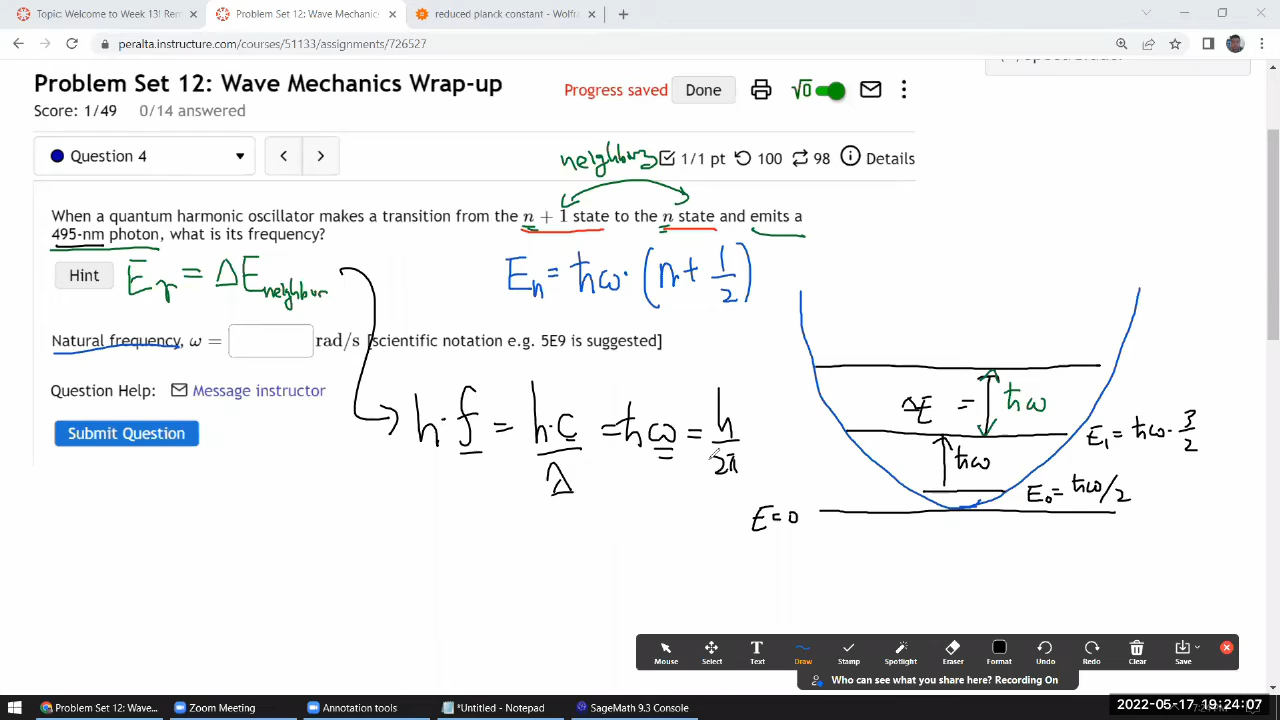 Topic: Welcome to Week 13! Rem
Problem Set 12: Wave Mechanics
reduced planck constant - Wolfr
peralta.instructure.com/courses/51133/assignments/726527
Problem Set 12: Wave Mechanics Wrap-up
Progress saved
Done
√0
Score: 1/49 0/14 answered
Question 4
neighbors
1/1 pt
100
98
Details
When a quantum harmonic oscillator makes a transition from the n + 1 state to the n state and emits a
495-nm photon, what is its frequency?
Hint
Eγ = ΔE neighbor
En = ħω · (n + 1/2)
Natural frequency, ω = rad/s [scientific notation e.g. 5E9 is suggested]
Question Help: Message instructor
Submit Question
h · f = h·c/λ = ħω = h/2π
ΔE = ħω
E1 = ħω · 3/2
ħω
E0 = ħω/2
E=0
Mouse Select Text Draw Stamp Spotlight Eraser Format Undo Redo Clear Save
Who can see what you share here? Recording On
Problem Set 12: Wave...
Zoom Meeting
Annotation tools
*Untitled - Notepad
SageMath 9.3 Console
2022-05-17 19:24:07